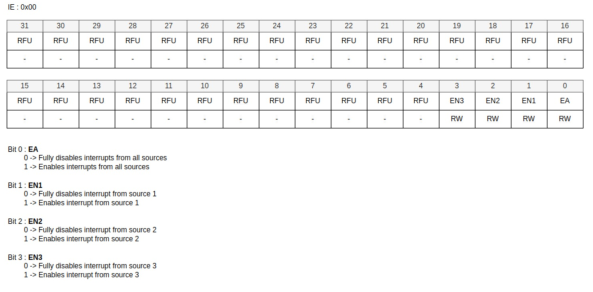 IE : 0x00
31 30 29 28 27 26 25 24 23 22 21 20 19 18 17 16
RFU RFU RFU RFU RFU RFU RFU RFU RFU RFU RFU RFU RFU RFU RFU RFU
- - - - - - - - - - - - - - - -
15 14 13 12 11 10 9 8 7 6 5 4 3 2 1 0
RFU RFU RFU RFU RFU RFU RFU RFU RFU RFU RFU RFU EN3 EN2 EN1 EA
- - - - - - - - - - - - RW RW RW RW
Bit 0 : EA
0 -> Fully disables interrupts from all sources
1 -> Enables interrupts from all sources
Bit 1 : EN1
0 -> Fully disables interrupt from source 1
1 -> Enables interrupt from source 1
Bit 2 : EN2
0 -> Fully disables interrupt from source 2
1 -> Enables interrupt from source 2
Bit 3 : EN3
0 -> Fully disables interrupt from source 3
1 -> Enables interrupt from source 3